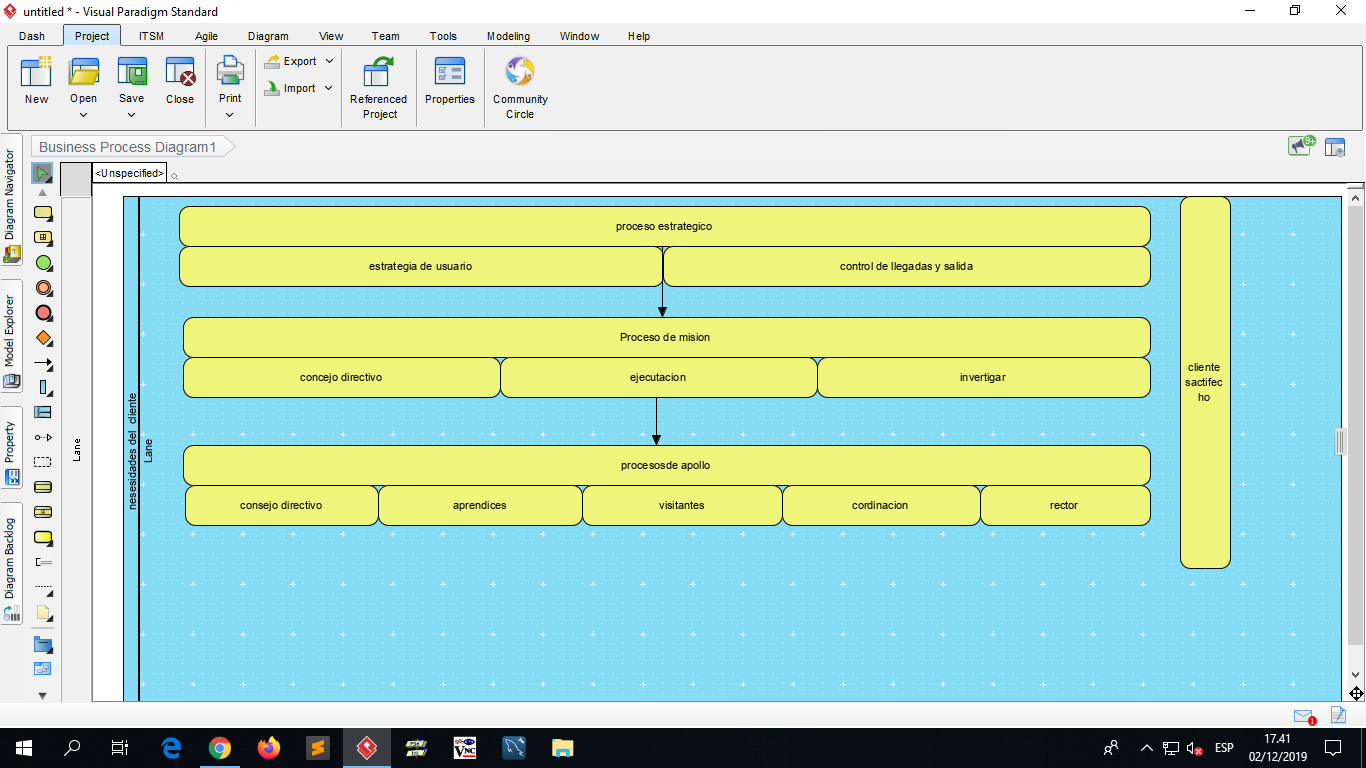 untitled * - Visual Paradigm Standard
Dash Project ITSM Agile Diagram View Team Tools Modeling Window Help
New Open Save Close Print Export Import Referenced Project Properties Community Circle
Business Process Diagram1
9+
<Unspecified>
Diagram Navigator
Model Explorer
Property
Diagram Backlog
Lane
nesesidades del cliente
Lane
proceso estrategico
estrategia de usuario
control de llegadas y salida
Proceso de mision
concejo directivo
ejecutacion
invertigar
procesosde apollo
consejo directivo
aprendices
visitantes
cordinacion
rector
cliente
sactifec
ho
1
VNC
ESP
17.41
02/12/2019